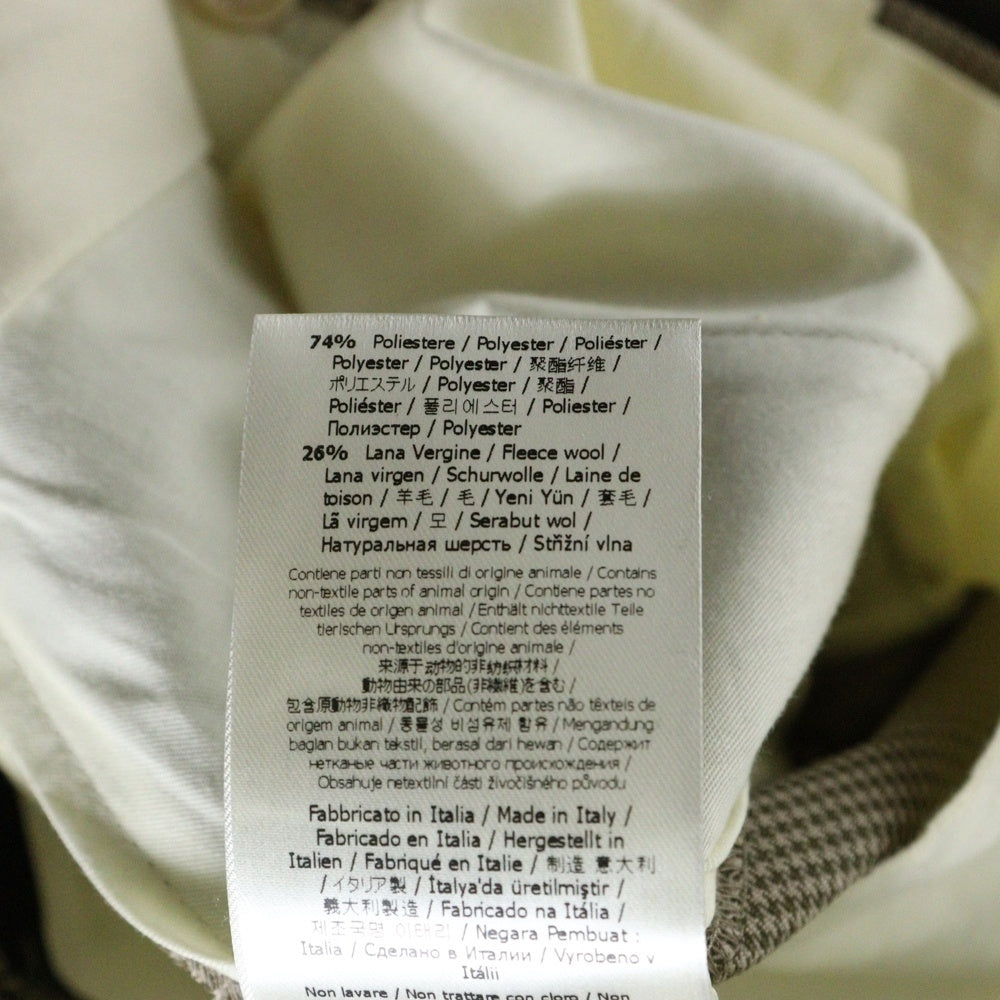 74% Poliestere / Polyester / Poliéster /
Polyester / Polyester / 聚酯纤维 /
ポリエステル / Polyester / 聚酯 /
Poliéster / 폴리에스터 / Poliester /
Полиэстер / Polyester
26% Lana Vergine / Fleece wool /
Lana virgen / Schurwolle / Laine de
toison / 羊毛 / 毛 / Yeni Yün / 套毛 /
Lã virgem / 모 / Serabut wol /
Натуральная шерсть / Střižní vlna
Contiene parti non tessili di origine animale / Contains
non-textile parts of animal origin / Contiene partes no
textiles de origen animal / Enthält nichttextile Teile
tierischen Ursprungs / Contient des éléments
non-textiles d'origine animale /
来源于动物的非纺织材料 /
動物由来の部品(非繊維)を含む /
包含原動物非織物配飾 / Contém partes não têxteis de
origem animal / 동물성 비섬유제 함유 / Mengandung
bagian bukan tekstil, berasal dari hewan / Содержит
нетканые части животного происхождения /
Obsahuje netextilní části živočišného původu
Fabbricato in Italia / Made in Italy /
Fabricado en Italia / Hergestellt in
Italien / Fabriqué en Italie / 制造 意大利
/ イタリア製 / İtalya'da üretilmiştir /
義大利製造 / Fabricado na Itália /
제조국명 이태리 / Negara Pembuat :
Italia / Сделано в Италии / Vyrobeno v
Itálii
Non lavare / Non trattare con cloro / Non